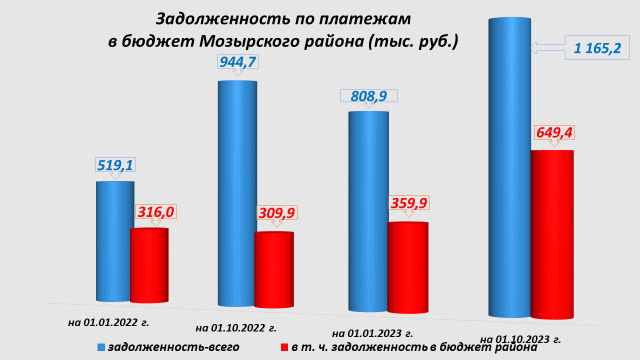 Задолженность по платежам
в бюджет Мозырского района (тыс. руб.)
1 165,2
944,7
808,9
649,4
519,1
359,9
316,0
309,9
на 01.01.2022 г.
на 01.10.2022 г.
на 01.01.2023 г.
на 01.10.2023 г.
задолженность-всего
в т. ч. задолженность в бюджет района